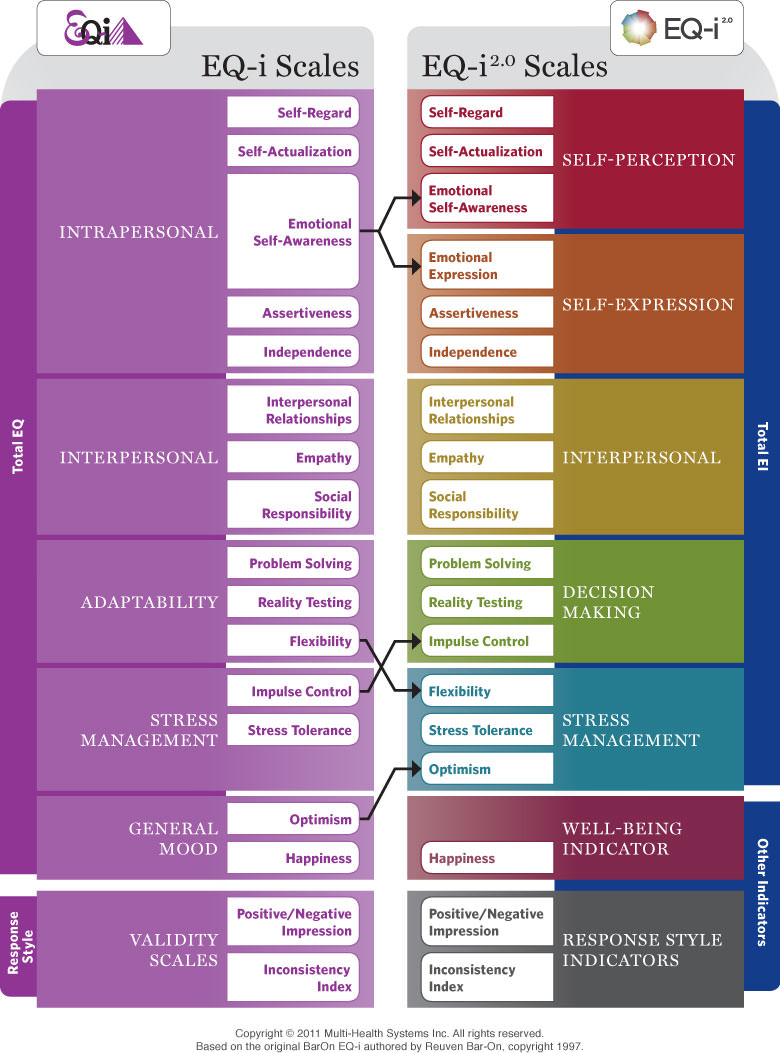 EQi
EQ-i 2.0
EQ-i Scales
EQ-i2.0 Scales
Total EQ
INTRAPERSONAL
Self-Regard
Self-Actualization
Emotional
Self-Awareness
Assertiveness
Independence
INTERPERSONAL
Interpersonal
Relationships
Empathy
Social
Responsibility
ADAPTABILITY
Problem Solving
Reality Testing
Flexibility
STRESS
MANAGEMENT
Impulse Control
Stress Tolerance
GENERAL
MOOD
Optimism
Happiness
Response
Style
VALIDITY
SCALES
Positive/Negative
Impression
Inconsistency
Index
Self-Regard
Self-Actualization
Emotional
Self-Awareness
SELF-PERCEPTION
Emotional
Expression
Assertiveness
Independence
SELF-EXPRESSION
Interpersonal
Relationships
Empathy
Social
Responsibility
INTERPERSONAL
Problem Solving
Reality Testing
Impulse Control
DECISION
MAKING
Flexibility
Stress Tolerance
Optimism
STRESS
MANAGEMENT
Total EI
Happiness
WELL-BEING
INDICATOR
Positive/Negative
Impression
Inconsistency
Index
RESPONSE STYLE
INDICATORS
Other Indicators
Copyright © 2011 Multi-Health Systems Inc. All rights reserved.
Based on the original BarOn EQ-i authored by Reuven Bar-On, copyright 1997.